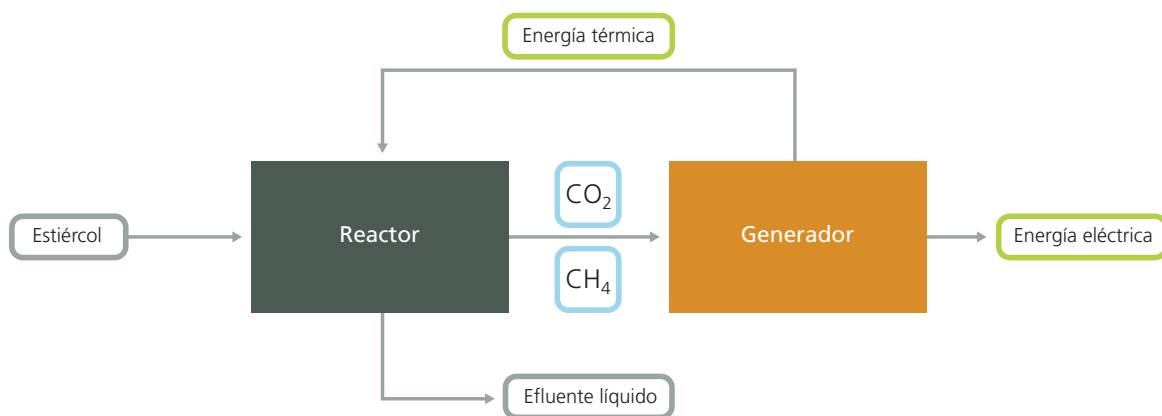 Energía térmica
CO₂
Estiércol
Reactor
Generador
Energía eléctrica
CH₄
Efluente líquido